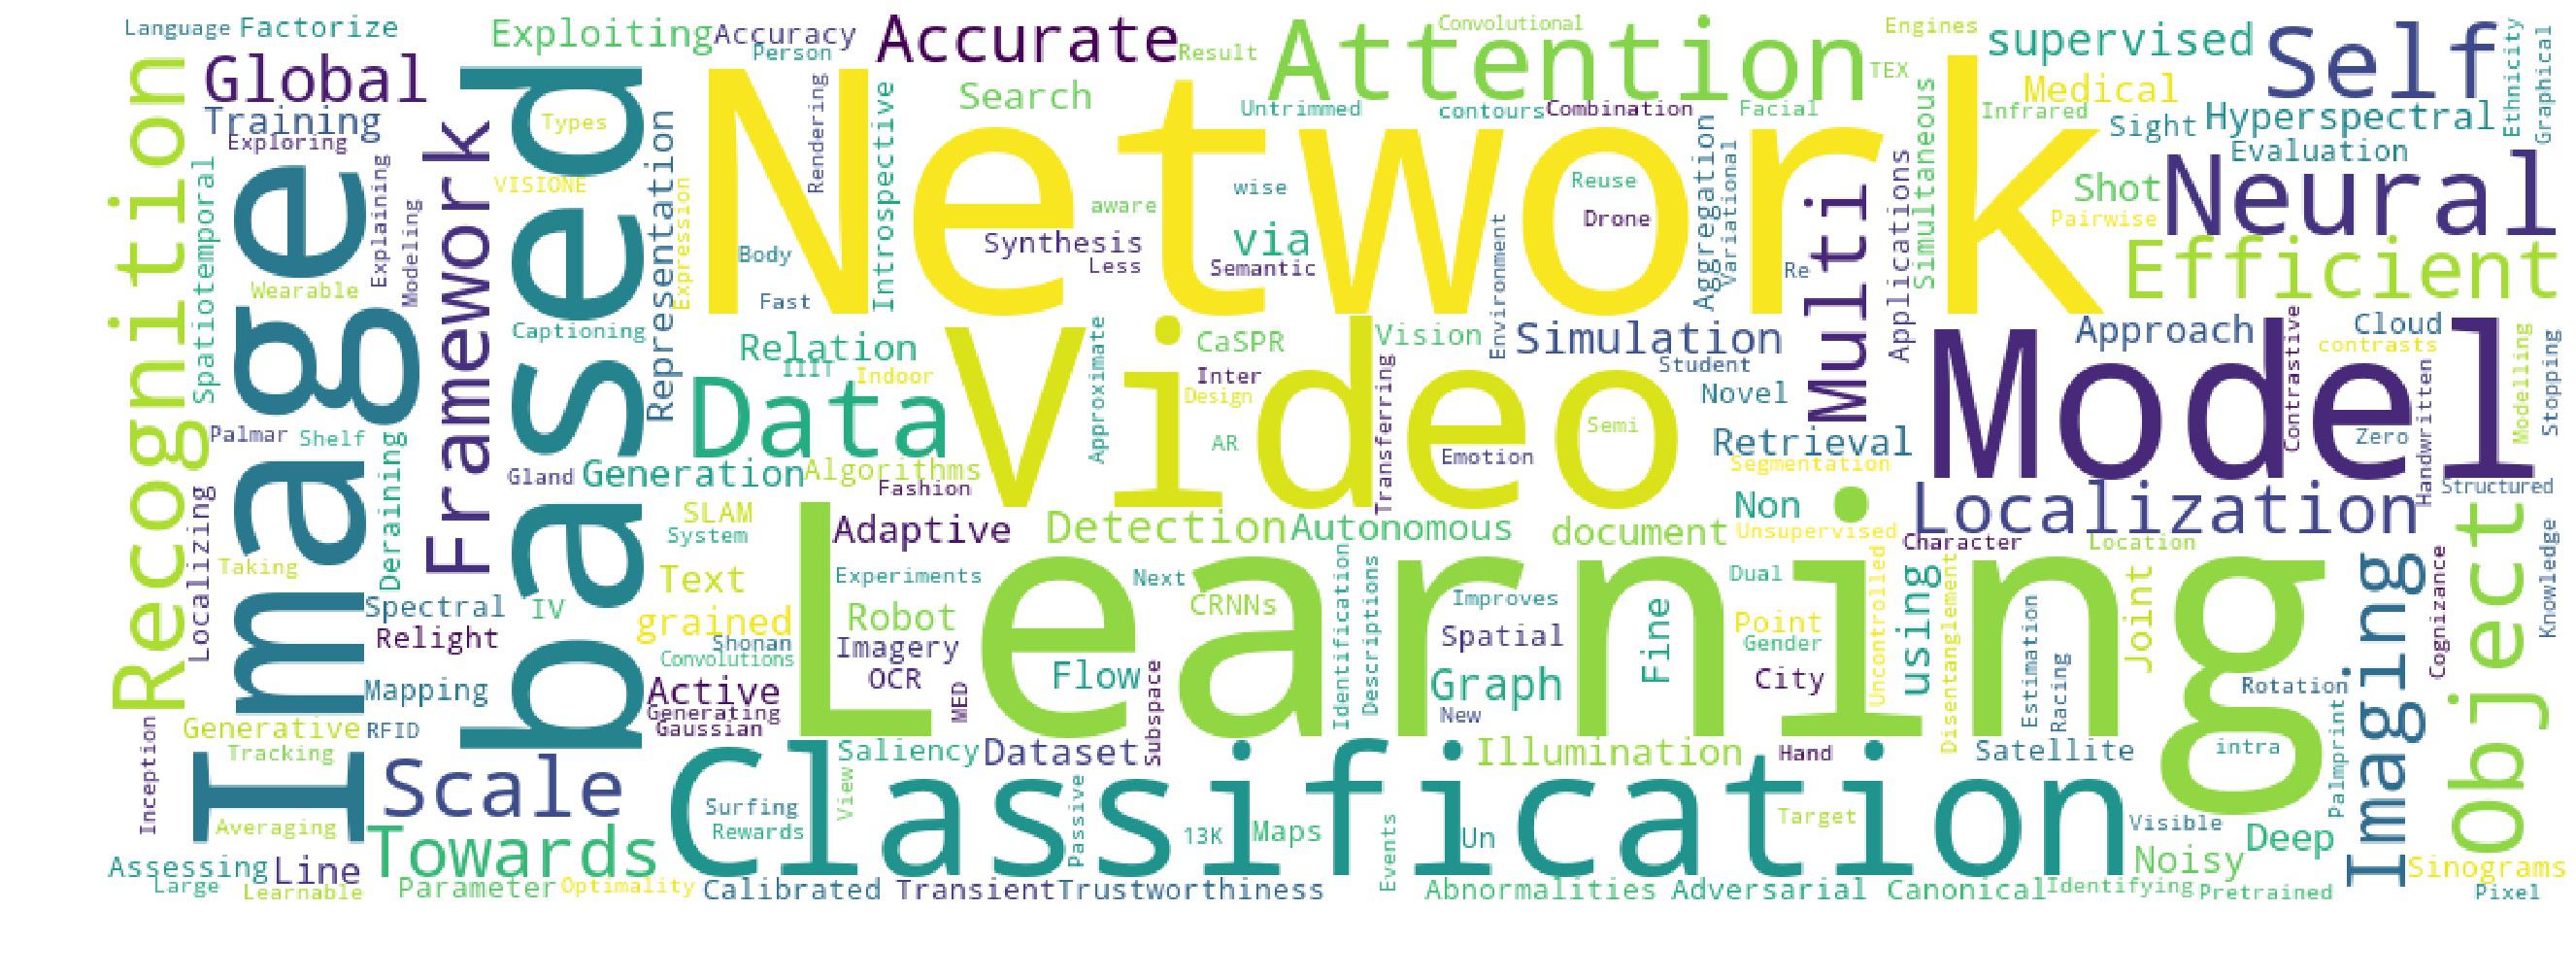 Language Factorize Exploiting Accuracy Person Accurate Result Attention Convolutional Engines supervised Self Ethnicity Graphical
Global Training Exploring Recognition Spatiotemporal Image Framework based Types VISIONE Representation Expression
Network Rendering Introspective Search Untrimmed contours Combination Facial TEX Medical Infrared Sight Hyperspectral Evaluation
Explaining Modeling Wearable Body Fast aware Synthesis Less wise via Semantic Reuse Drone Environment Aggregation Variational Re
Multi Applications Simultaneous Shot Pairwise Neural Efficient
Captioning Relation IIIT Indoor Data Video Approximate CaSPR Inter Design AR Vision Transferring Simulation Student Novel Semi Emotion
Model Approach Cloud contrasts Contrastive Zero Handwritten Modelling Stopping Structured
Palmar Shelf Localizing Deraining Gland Generation Algorithms Fashion Retrieval Segmentation
SLAM System Adaptive Detection Autonomous document Non Unsupervised Localization Character Location
Taking Spectral Relight IV Text grained Shonan Convolutions Learning Experiments Next Robot CRNNs Imagery OCR MED Flow Subspace
Identification Descriptions Improves Spatial Graph New Fine Dual Point Gender City Uncontrolled using Disentanglement Estimation Racing Joint
Rotation intra Palmprint Imaging Cognizance Object Knowledge
Mapping Active Generating Gaussian Generative RFID Tracking Inception
Scale Classification Saliency Dataset Illumination Hand Satellite
Averaging Surfing Rewards View Passive 13K Maps Events Un Target Visible Deep Noisy
Assessing Line Towards Large Learnable Parameter Optimality Calibrated Transient Trustworthiness Abnormalities Adversarial Canonical Identifying Pretrained Sinograms Pixel